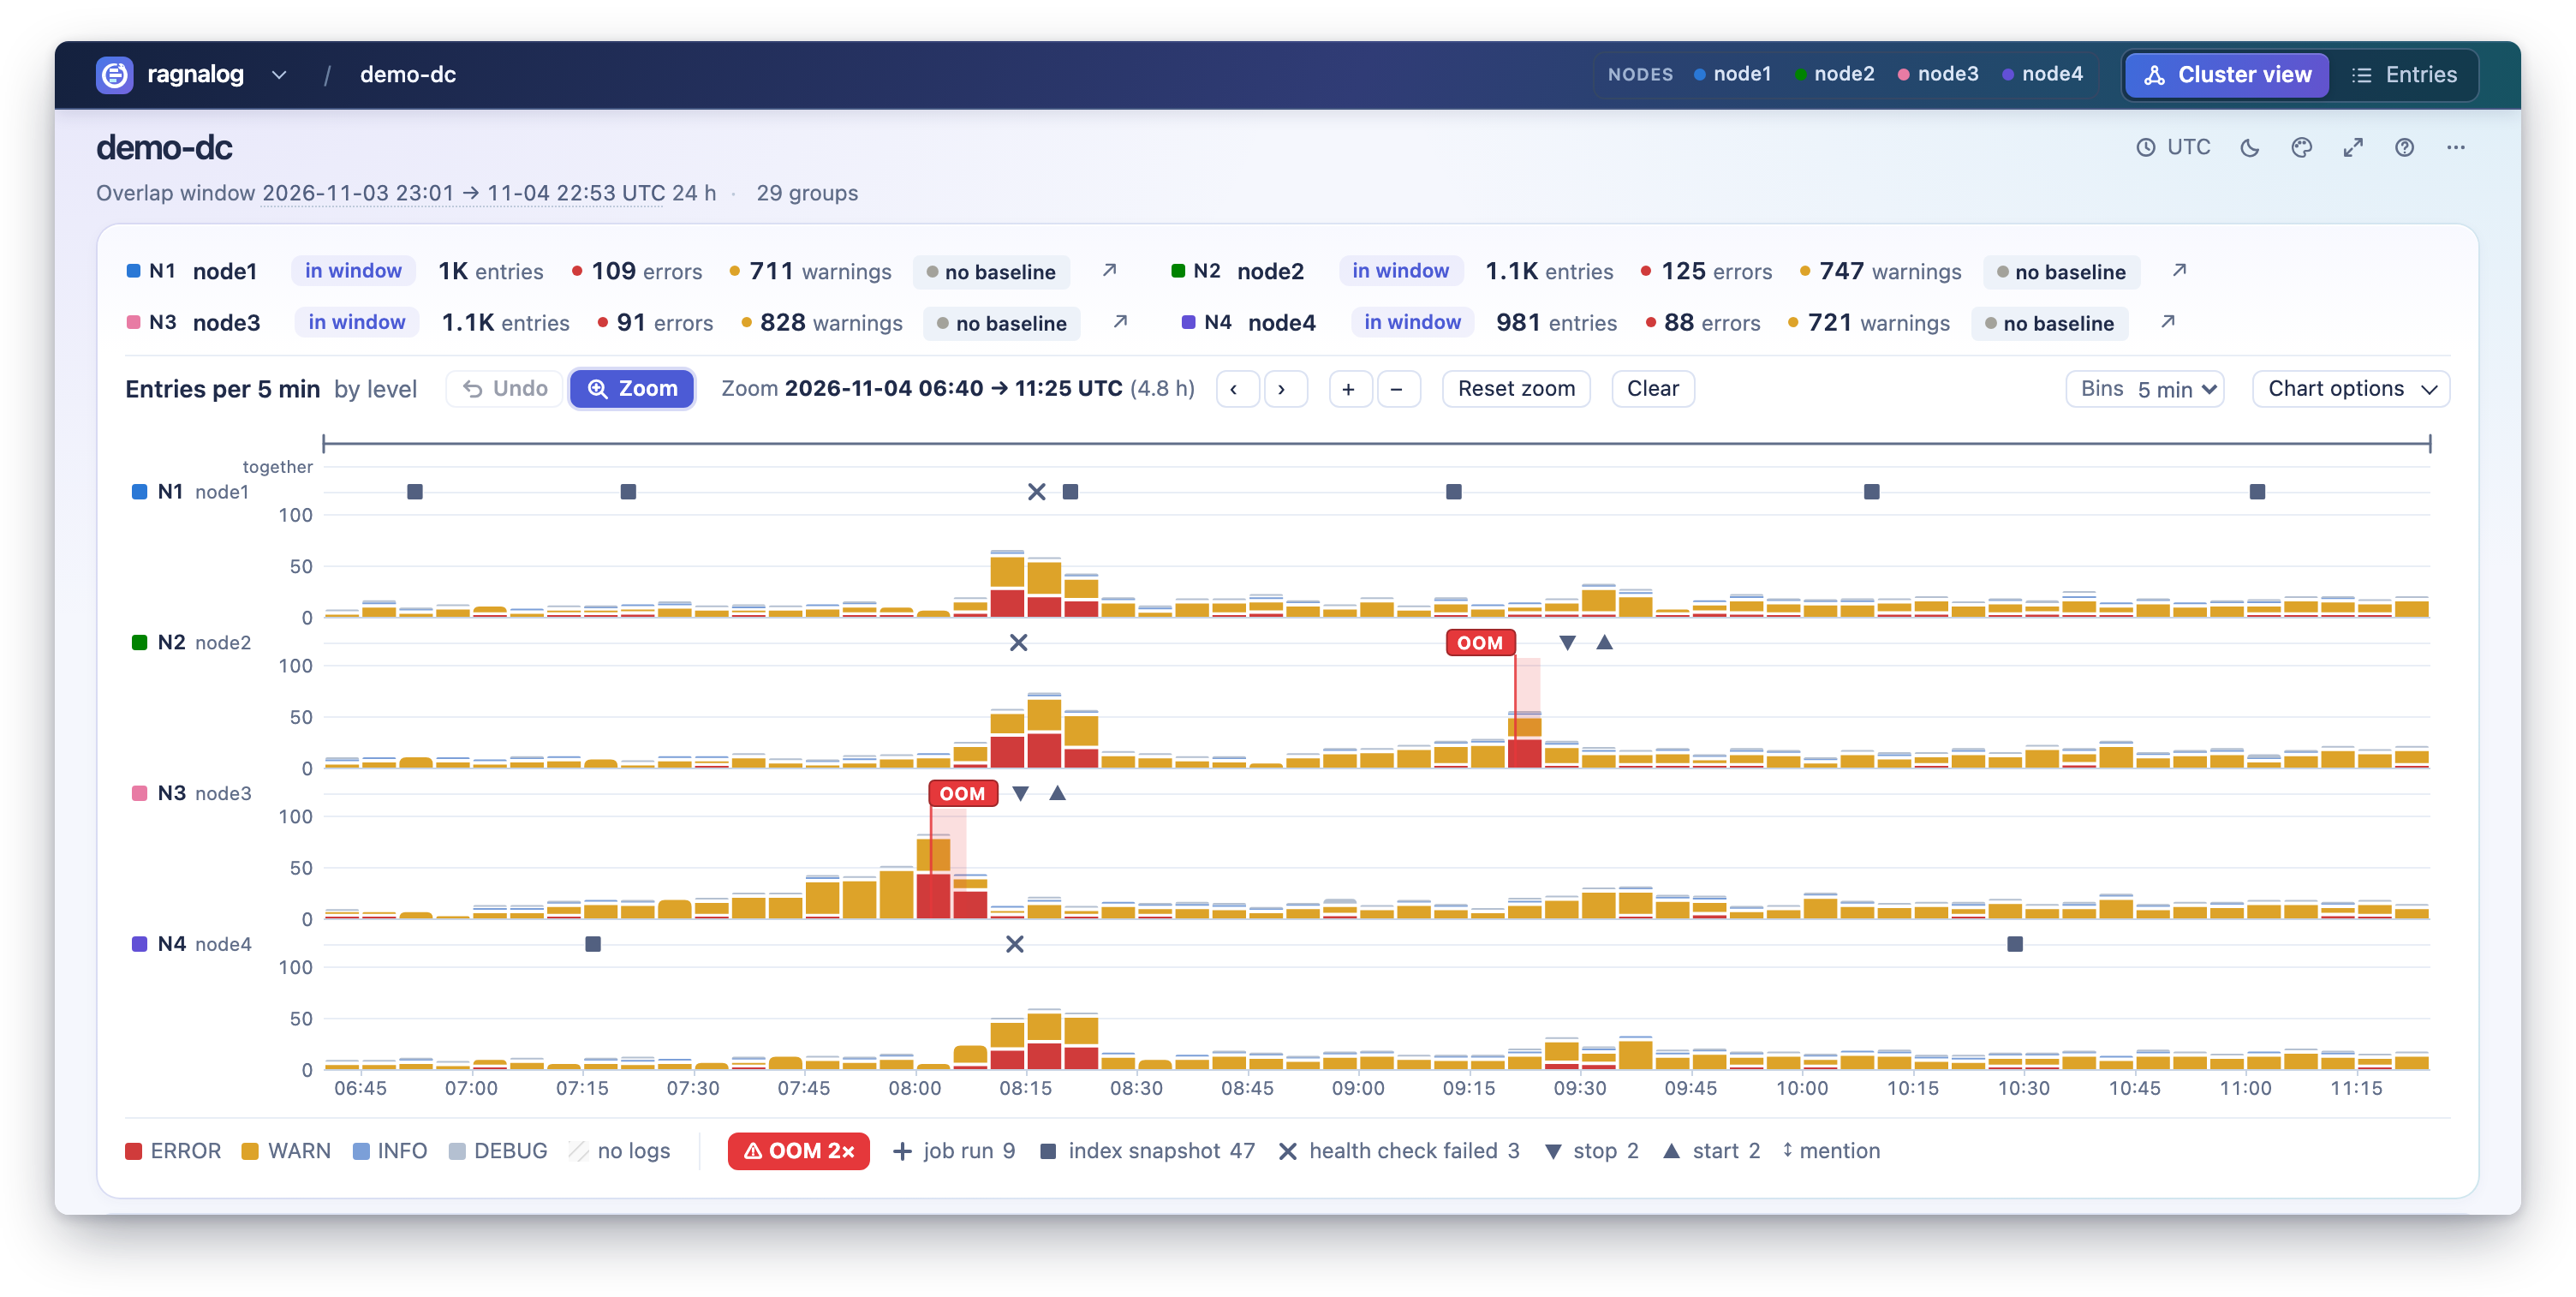 ragnalog / demo-dc NODES node1 node2 node3 node4 Cluster view Entries
demo-dc UTC
Overlap window 2026-11-03 23:01 → 11-04 22:53 UTC 24 h · 29 groups
N1 node1 in window 1K entries 109 errors 711 warnings no baseline ↗ N2 node2 in window 1.1K entries 125 errors 747 warnings no baseline ↗
N3 node3 in window 1.1K entries 91 errors 828 warnings no baseline ↗ N4 node4 in window 981 entries 88 errors 721 warnings no baseline ↗
Entries per 5 min by level Undo Zoom Zoom 2026-11-04 06:40 → 11:25 UTC (4.8 h) ‹ › + − Reset zoom Clear Bins 5 min Chart options
together
N1 node1
100
50
0
N2 node2 OOM
100
50
0
N3 node3 OOM
100
50
0
N4 node4
100
50
0
06:45 07:00 07:15 07:30 07:45 08:00 08:15 08:30 08:45 09:00 09:15 09:30 09:45 10:00 10:15 10:30 10:45 11:00 11:15
ERROR WARN INFO DEBUG no logs OOM 2× job run 9 index snapshot 47 health check failed 3 stop 2 start 2 mention